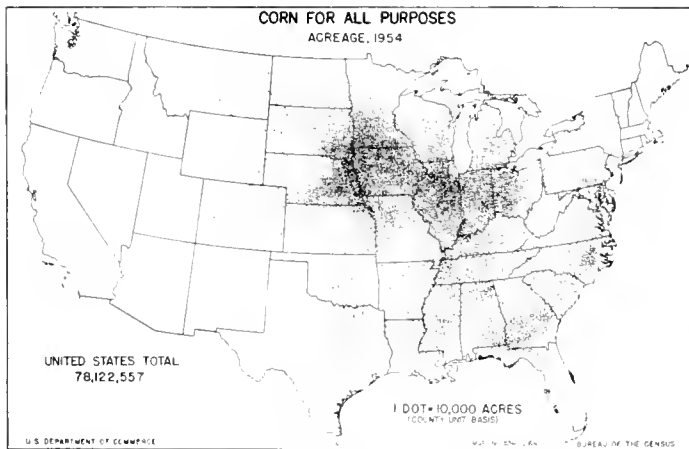 CORN FOR ALL PURPOSES
ACREAGE, 1954
UNITED STATES TOTAL
78,122,557
1 DOT=10,000 ACRES
(COUNTY UNIT BASIS)
U.S. DEPARTMENT OF COMMERCE
BUREAU OF THE CENSUS